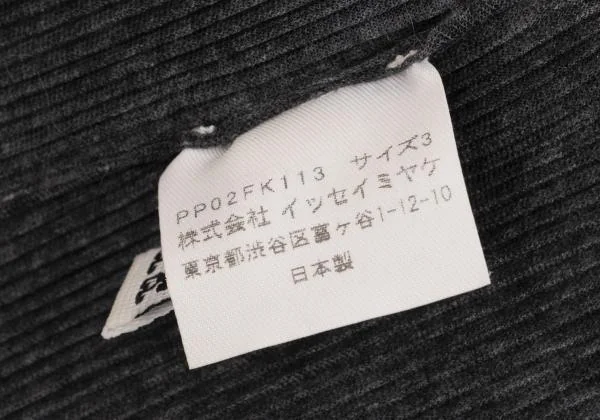 PP02FK113 サイズ3
株式会社 イッセイミヤケ
東京都渋谷区富ケ谷1-12-10
日本製